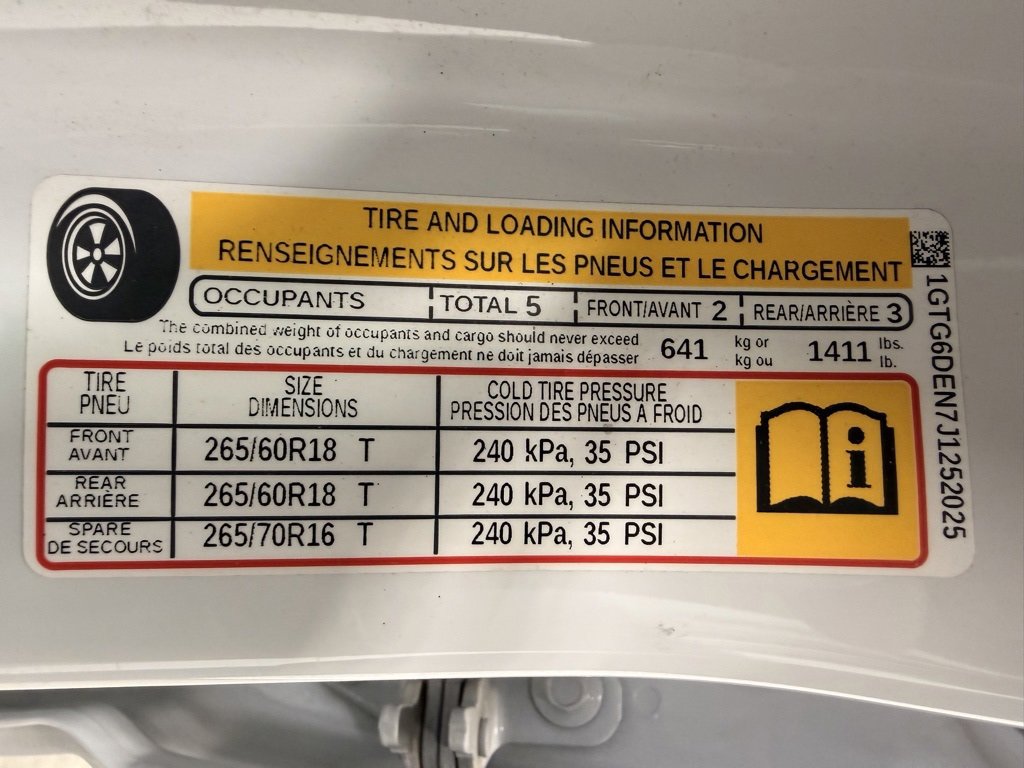 TIRE AND LOADING INFORMATION
RENSEIGNEMENTS SUR LES PNEUS ET LE CHARGEMENT
OCCUPANTS TOTAL 5 FRONT/AVANT 2 REAR/ARRIÈRE 3
The combined weight of occupants and cargo should never exceed 641 kg or 1411 lbs.
Le poids total des occupants et du chargement ne doit jamais dépasser kg ou lb.
TIRE SIZE COLD TIRE PRESSURE
PNEU DIMENSIONS PRESSION DES PNEUS A FROID
FRONT
AVANT 265/60R18 T 240 kPa, 35 PSI
REAR
ARRIÈRE 265/60R18 T 240 kPa, 35 PSI
SPARE
DE SECOURS 265/70R16 T 240 kPa, 35 PSI
i
1GTG6DEN7J1252025